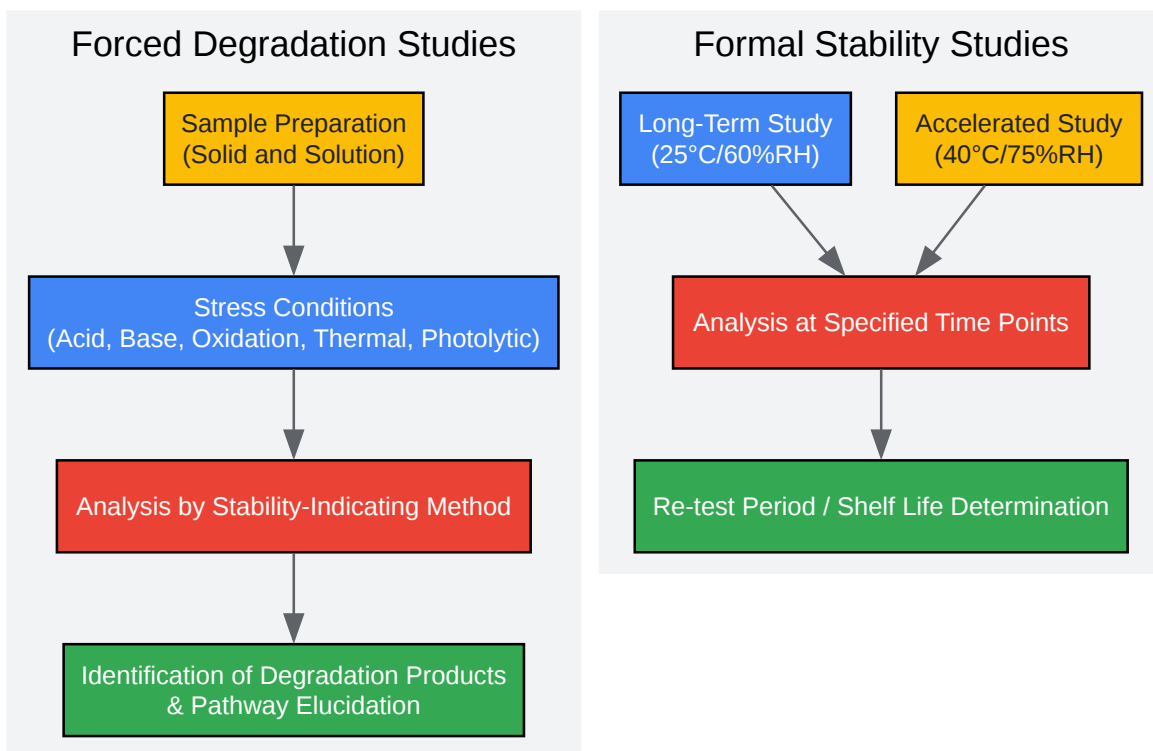 Forced Degradation Studies
Sample Preparation
(Solid and Solution)
Stress Conditions
(Acid, Base, Oxidation, Thermal, Photolytic)
Analysis by Stability-Indicating Method
Identification of Degradation Products
& Pathway Elucidation
Formal Stability Studies
Long-Term Study
(25°C/60%RH)
Accelerated Study
(40°C/75%RH)
Analysis at Specified Time Points
Re-test Period / Shelf Life Determination